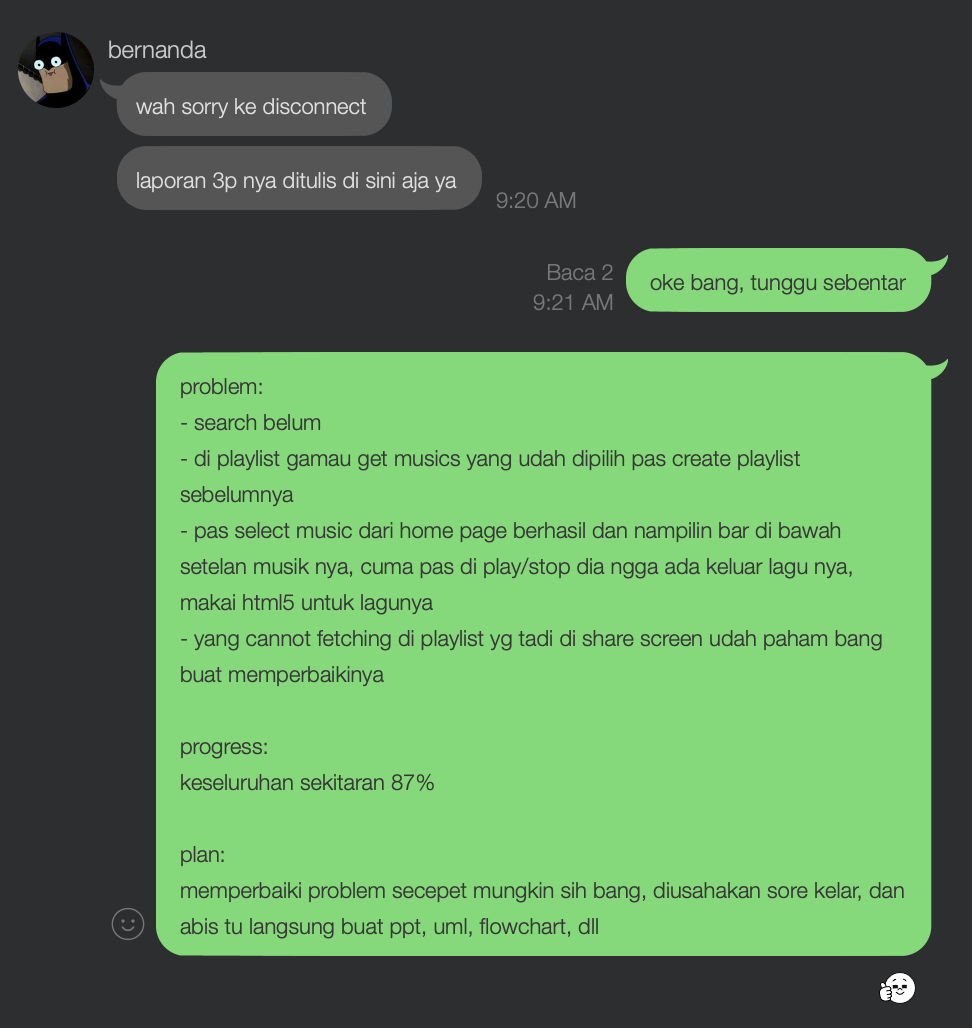 bernanda
wah sorry ke disconnect
laporan 3p nya ditulis di sini aja ya
9:20 AM
Baca 2
9:21 AM
oke bang, tunggu sebentar
problem:
- search belum
- di playlist gamau get musics yang udah dipilih pas create playlist
sebelumnya
- pas select music dari home page berhasil dan nampilin bar di bawah
setelan musik nya, cuma pas di play/stop dia ngga ada keluar lagu nya,
makai html5 untuk lagunya
- yang cannot fetching di playlist yg tadi di share screen udah paham bang
buat memperbaikinya
progress:
keseluruhan sekitaran 87%
plan:
memperbaiki problem secepet mungkin sih bang, diusahakan sore kelar, dan
abis tu langsung buat ppt, uml, flowchart, dll